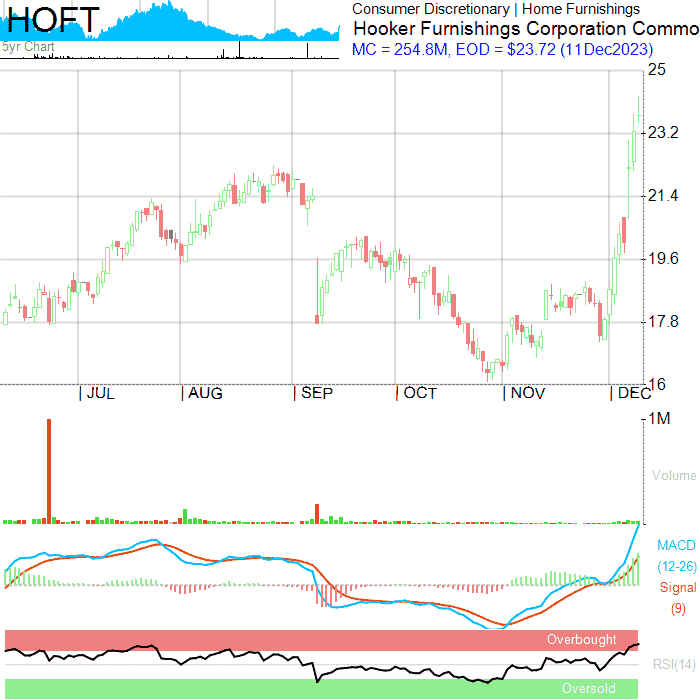 HOFT
5yr Chart
Consumer Discretionary | Home Furnishings
Hooker Furnishings Corporation Commo
MC = 254.8M, EOD = $23.72 (11Dec2023)
25
23.2
21.4
19.6
17.8
16
JUL AUG SEP OCT NOV DEC
1M
Volume
MACD
(12-26)
Signal
(9)
Overbought
RSI(14)
Oversold